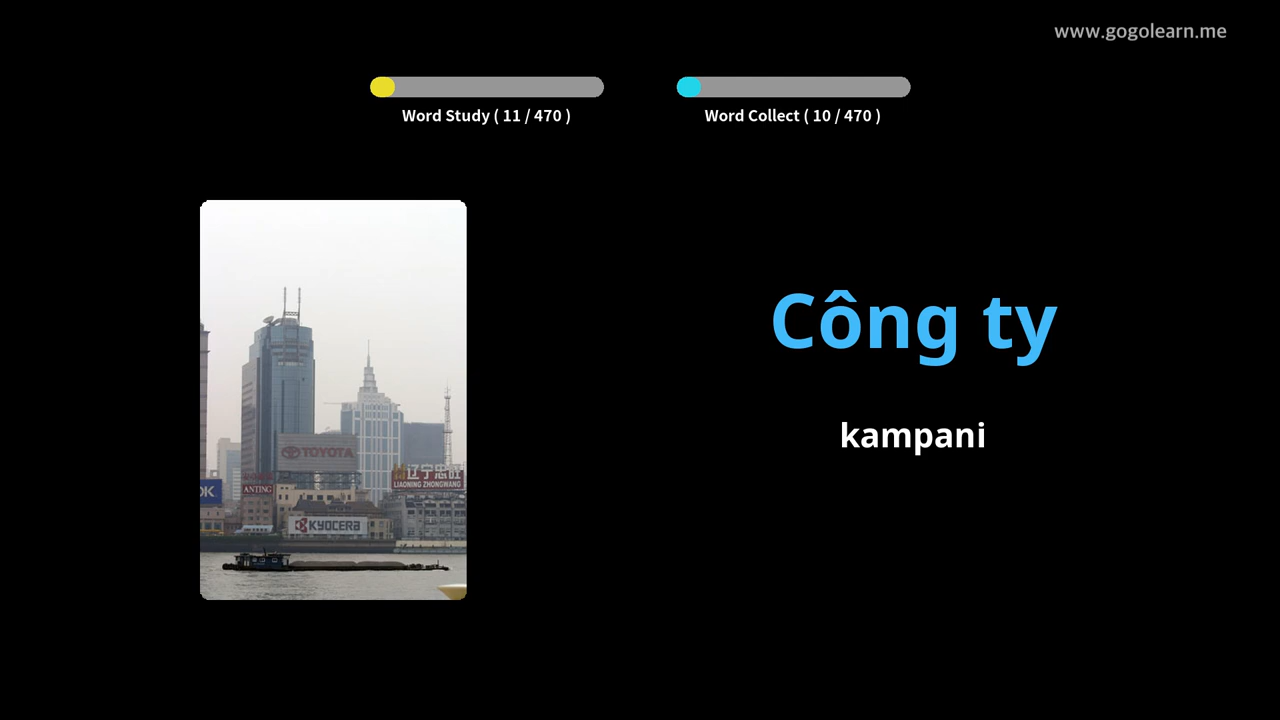 www.gogolearn.me
Word Study ( 11 / 470 )
Word Collect ( 10 / 470 )
Công ty
kampani
TOYOTA
辽宁忠旺
LIAONING ZHONGWANG
OK
ANTING
KYOCERA